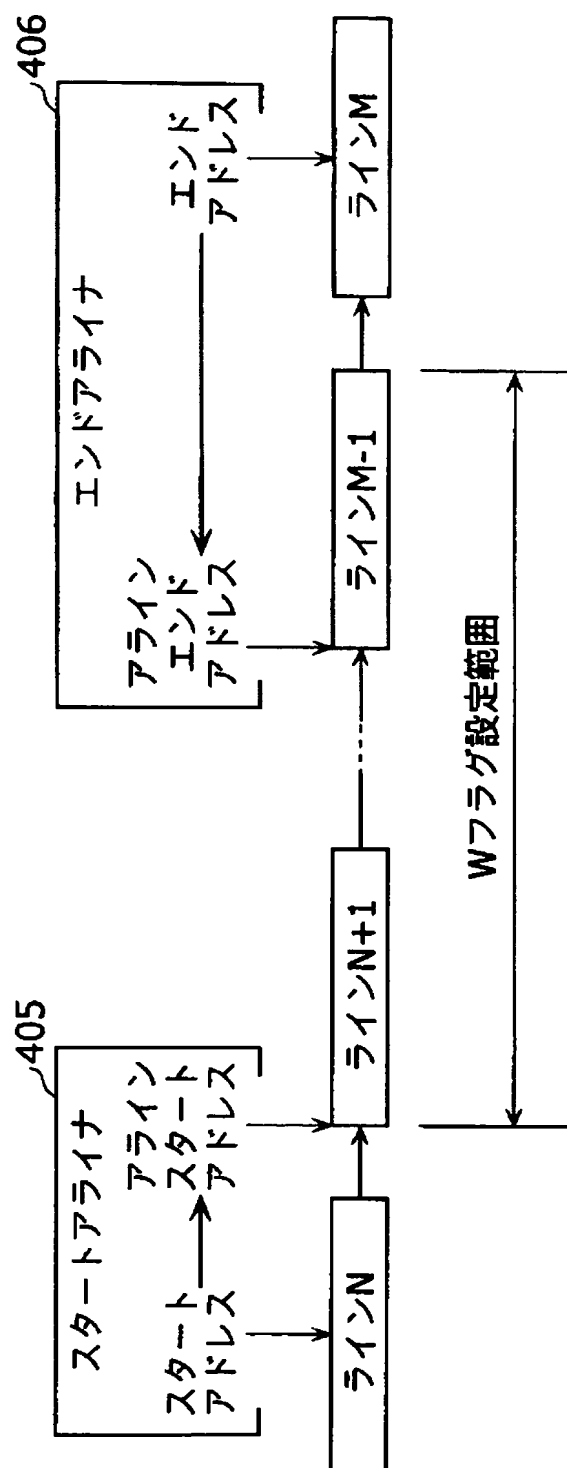 405
スタートアライナ
スタート
アドレス
アライン
スタート
アドレス
406
エンドアライナ
アライン
エンド
アドレス
エンド
アドレス
ラインN
ラインN+1
ラインM-1
ラインM
Wフラグ設定範囲